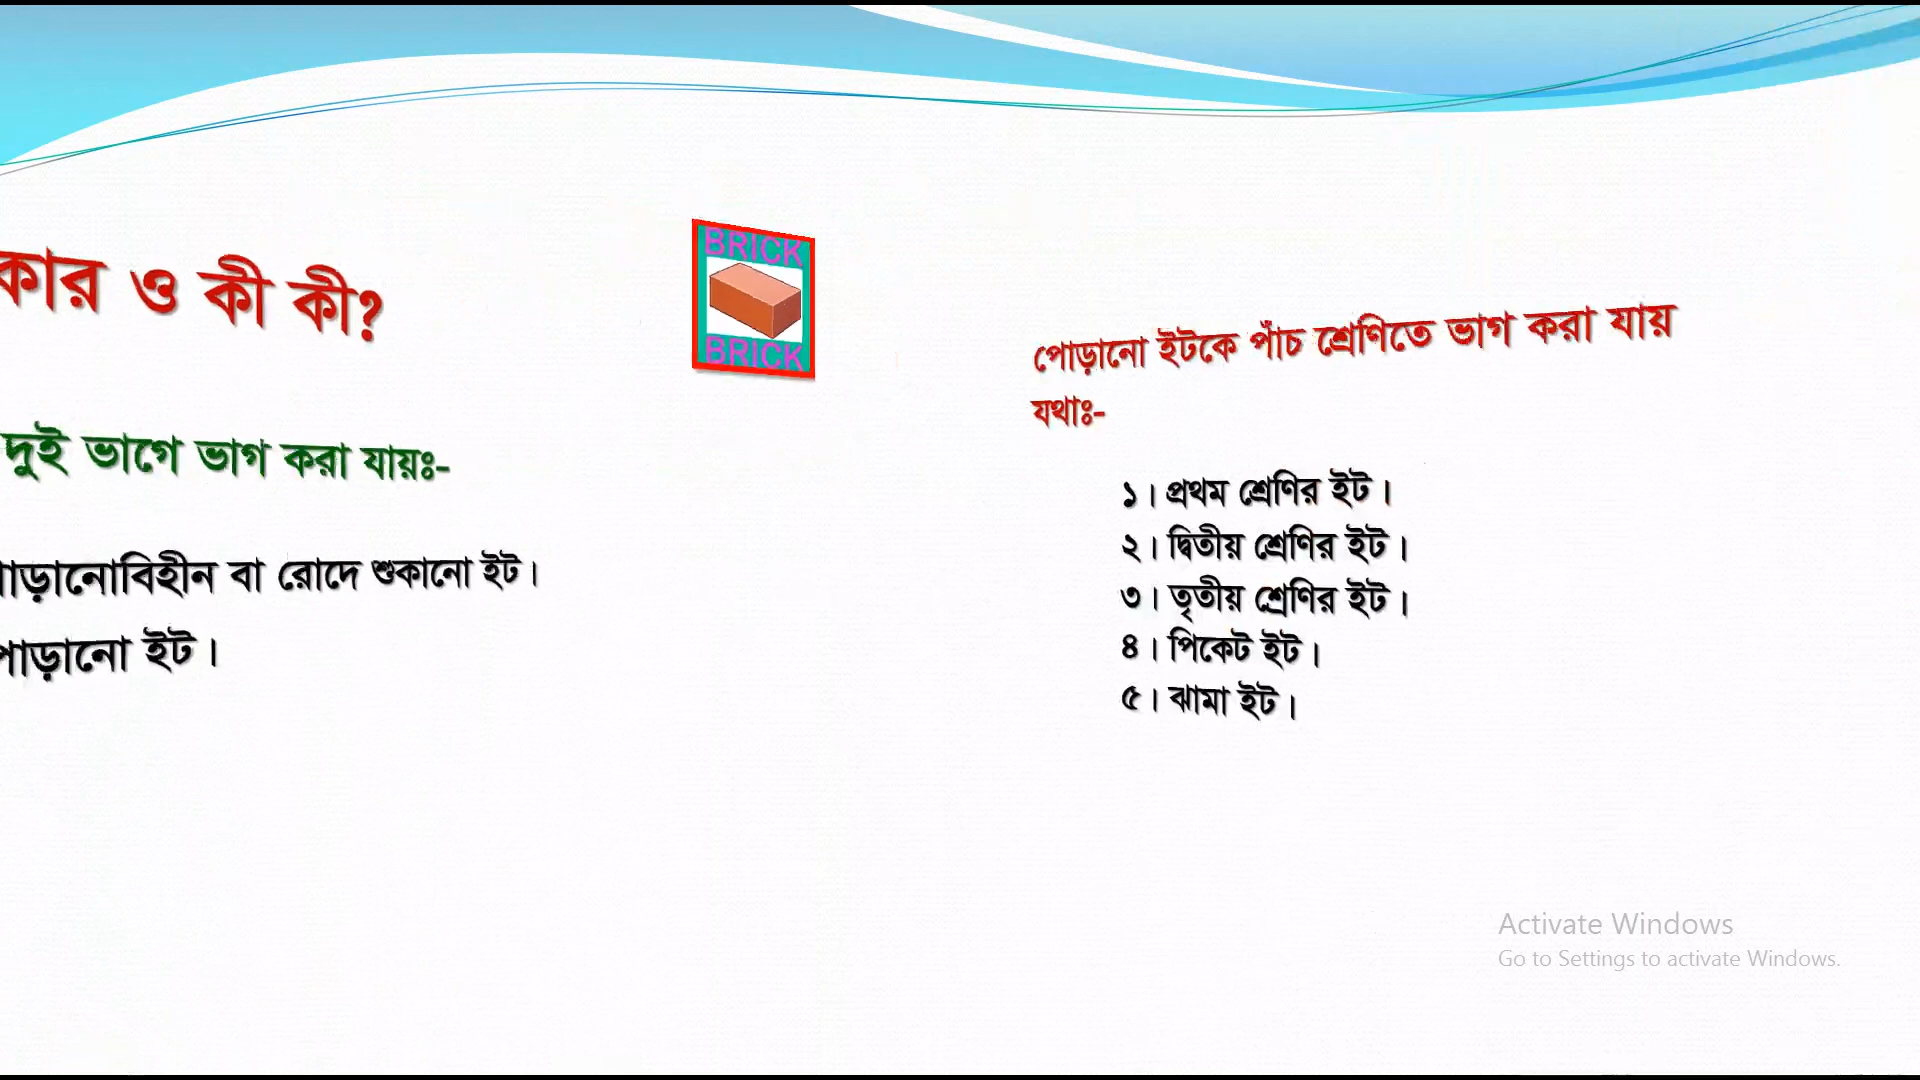 ও কী কী?
দুই ভাগে ভাগ করা যায়ঃ-
বা রোদে শুকানো ইট।
ইট।
BRICK
BRICK
পোড়ানো ইটকে পাঁচ শ্রেণিতে ভাগ করা যায়
যথাঃ-
১। প্রথম শ্রেণির ইট।
২। দ্বিতীয় শ্রেণির ইট।
৩। তৃতীয় শ্রেণির ইট।
৪। পিকেট ইট।
৫। ঝামা ইট।
Activate Windows
Go to Settings to activate Windows.